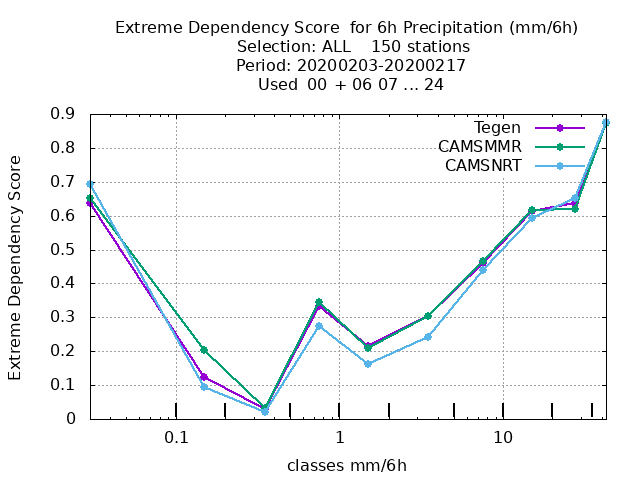 Extreme Dependency Score  for 6h Precipitation (mm/6h)
Selection: ALL    150 stations
Period: 20200203-20200217
Used  00  + 06 07 ... 24
Tegen
CAMSMMR
CAMSNRT
0.9
0.8
0.7
0.6
0.5
0.4
0.3
0.2
0.1
0
Extreme Dependency Score
0.1 1 10
classes mm/6h